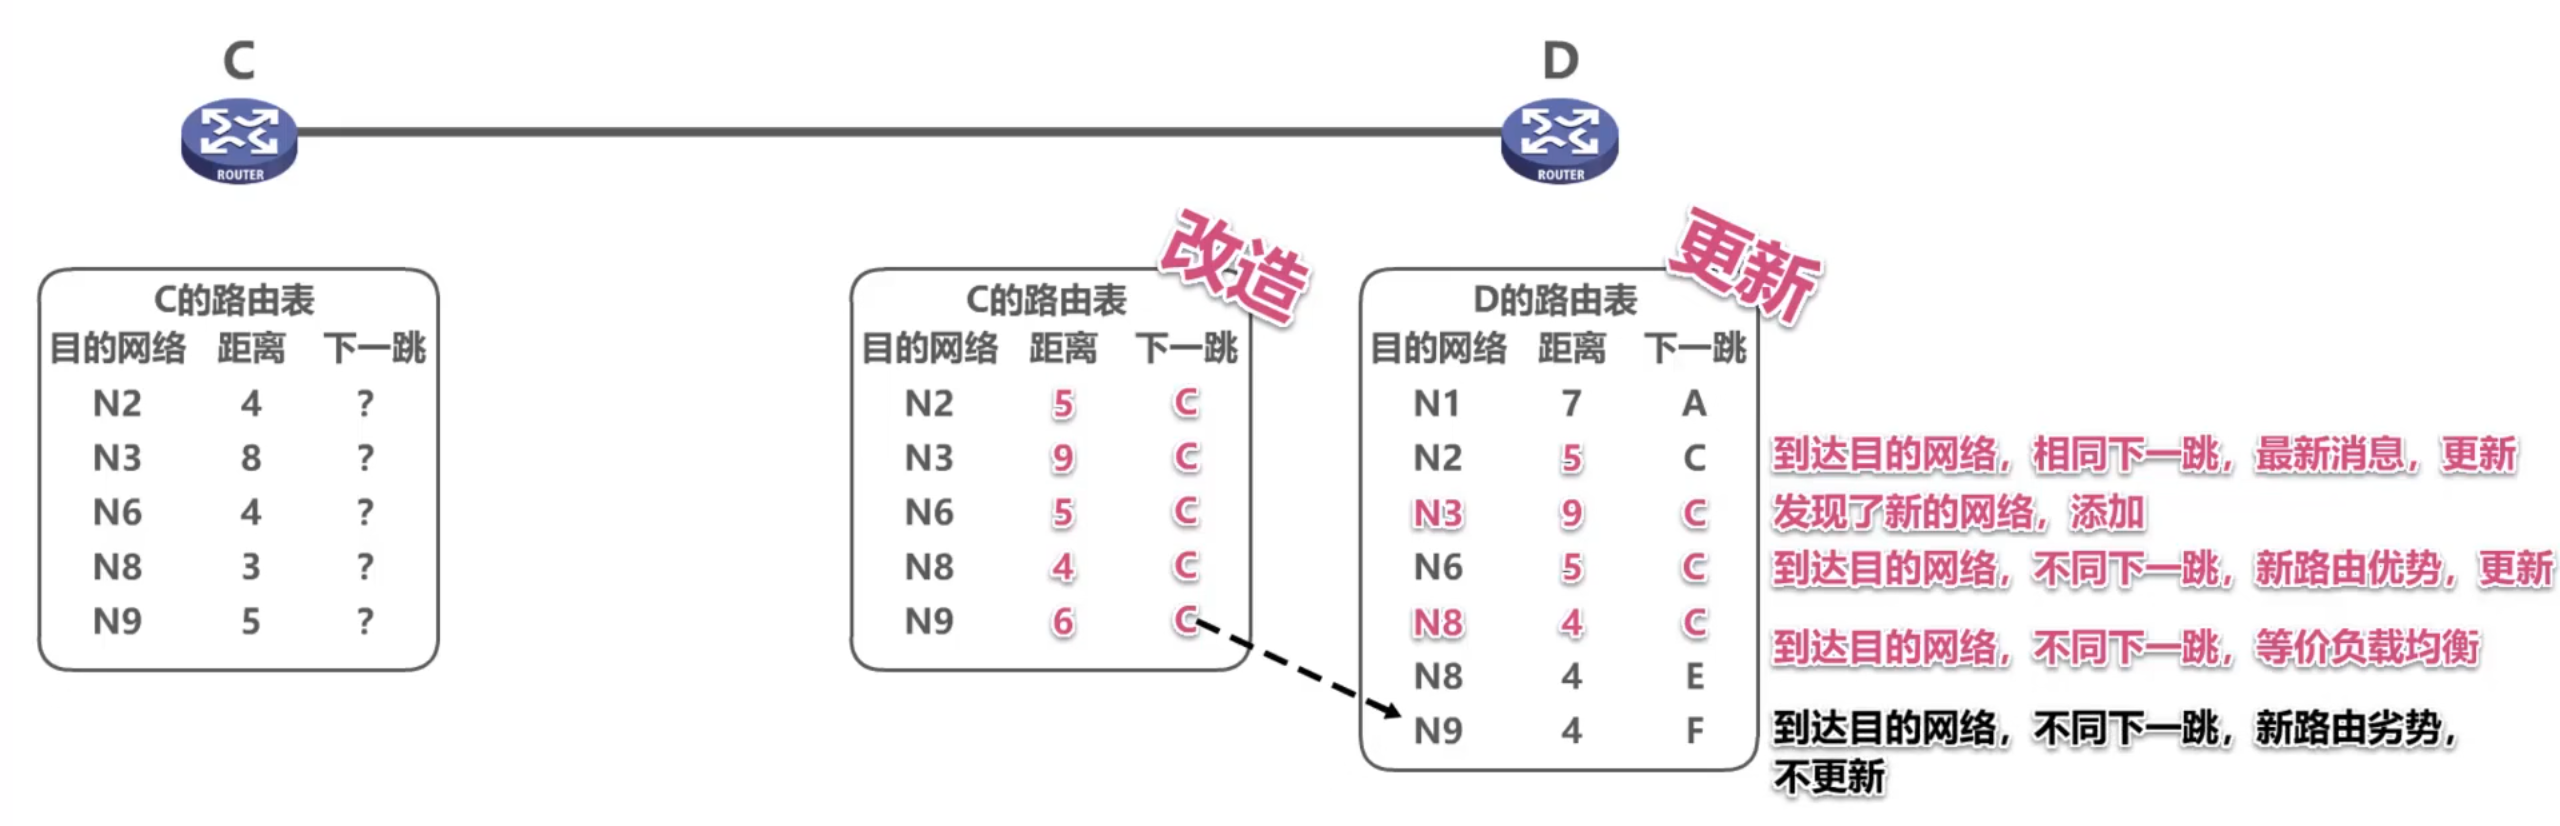 C
D
ROUTER
ROUTER
改造
更新
C的路由表
目的网络 距离 下一跳
N2 4 ?
N3 8 ?
N6 4 ?
N8 3 ?
N9 5 ?
C的路由表
目的网络 距离 下一跳
N2 5 C
N3 9 C
N6 5 C
N8 4 C
N9 6 C
D的路由表
目的网络 距离 下一跳
N1 7 A
N2 5 C
N3 9 C
N6 5 C
N8 4 C
N8 4 E
N9 4 F
到达目的网络，相同下一跳，最新消息，更新
发现了新的网络，添加
到达目的网络，不同下一跳，新路由优势，更新
到达目的网络，不同下一跳，等价负载均衡
到达目的网络，不同下一跳，新路由劣势，
不更新